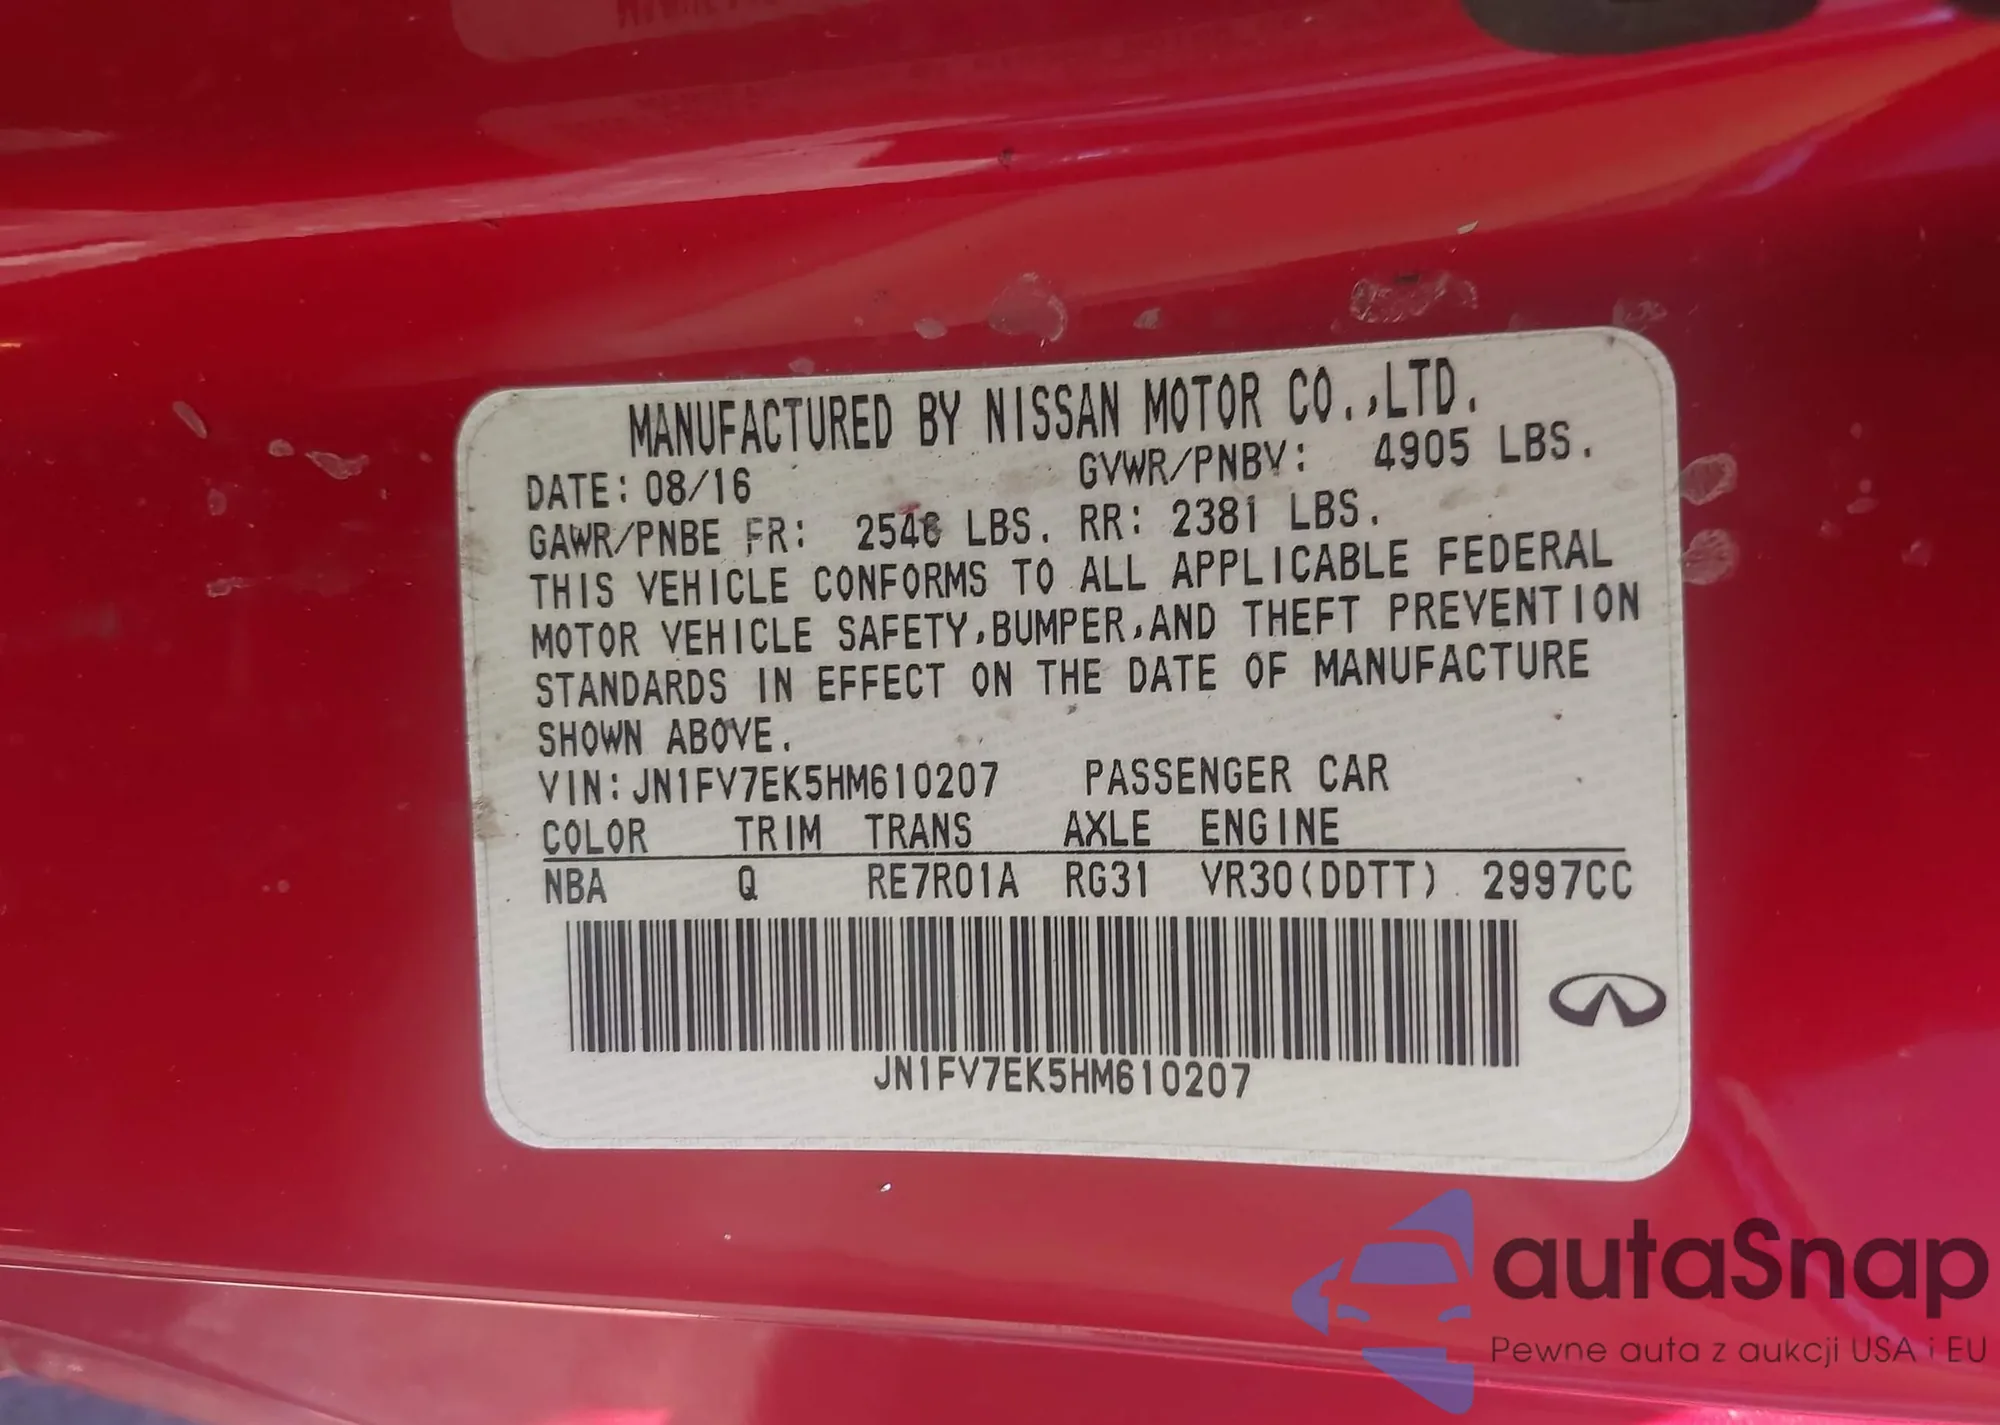 MANUFACTURED BY NISSAN MOTOR CO.,LTD.
DATE: 08/16 GVWR/PNBV: 4905 LBS.
GAWR/PNBE FR: LBS. RR: 2381 LBS.
THIS VEHICLE CONFORMS TO ALL APPLICABLE FEDERAL
MOTOR VEHICLE SAFETY,BUMPER,AND THEFT PREVENTION
STANDARDS IN EFFECT ON THE DATE OF MANUFACTURE
SHOWN ABOVE.
VIN:JN1FV7EK5HM610207 PASSENGER CAR
COLOR TRIM TRANS AXLE ENGINE
NBA Q RE7R01A RG31 VR30(DDTT) 2997CC
JN1FV7EK5HM610207
autaSnap
Pewne auta z aukcji USA i EU